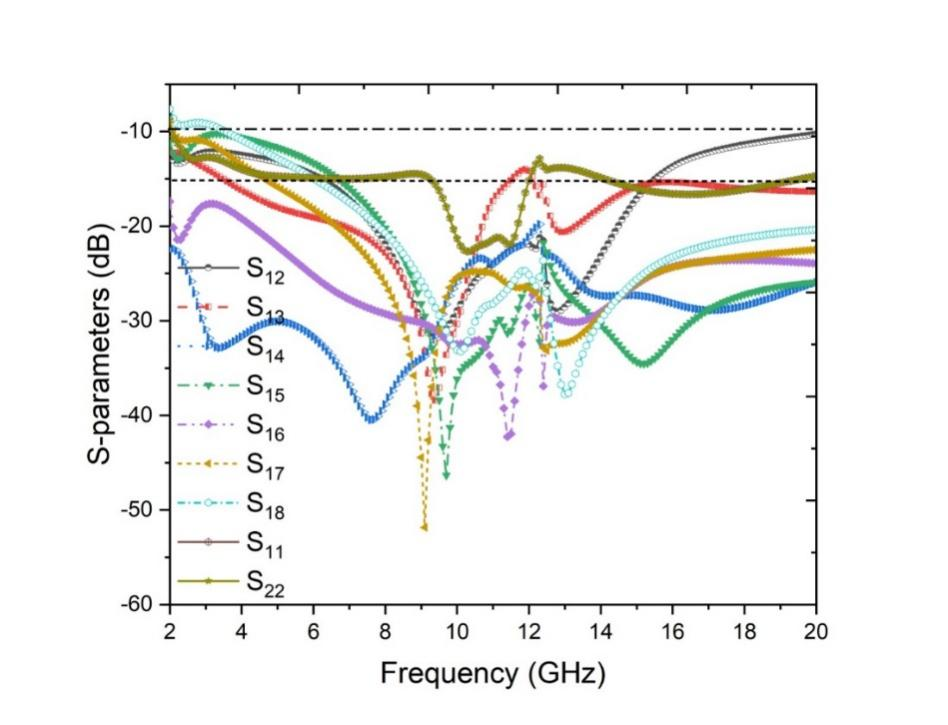 S-parameters (dB)
-10
-20
-30
-40
-50
-60
S12
S13
S14
S15
S16
S17
S18
S11
S22
2 4 6 8 10 12 14 16 18 20
Frequency (GHz)